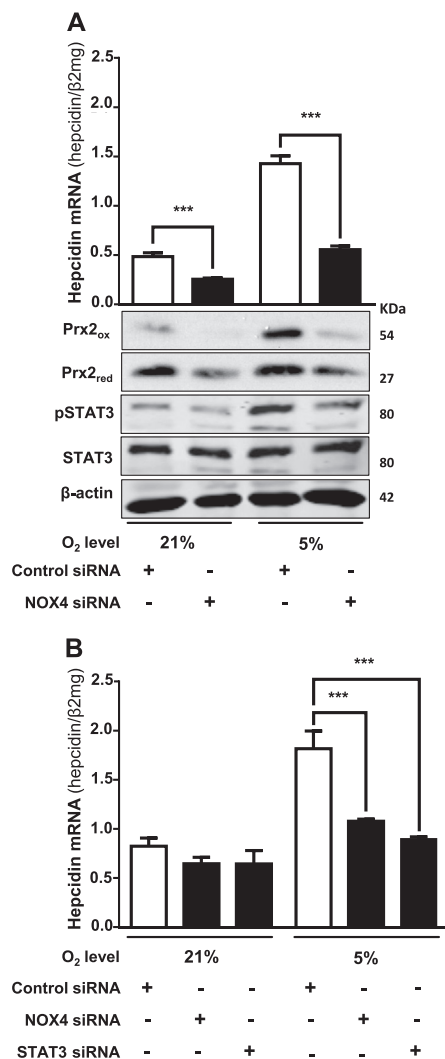 A
Hepcidin mRNA (hepcidin/β2mg)
2.5
2.0
1.5
1.0
0.5
0.0
***
***
KDa
Prx2ox 54
Prx2red 27
pSTAT3 80
STAT3 80
β-actin 42
O2 level 21% 5%
Control siRNA + - + -
NOX4 siRNA - + - +
B
Hepcidin mRNA (hepcidin/β2mg)
2.5
2.0
1.5
1.0
0.5
0.0
***
***
O2 level 21% 5%
Control siRNA + - - + - -
NOX4 siRNA - + - - + -
STAT3 siRNA - - + - - +